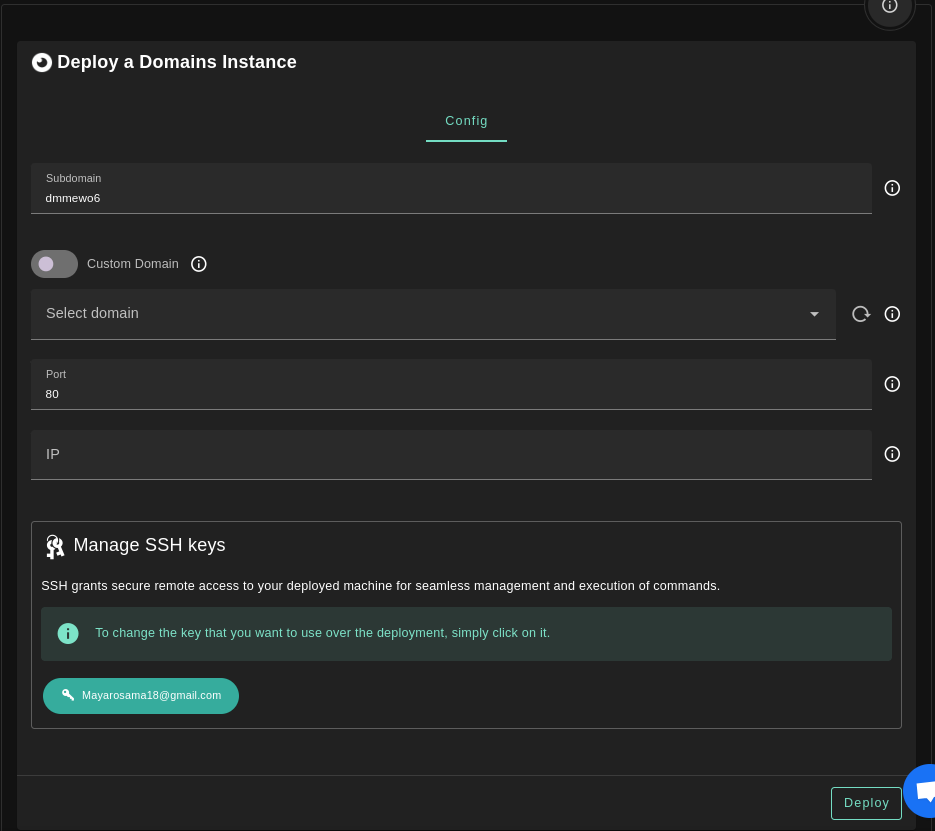 Deploy a Domains Instance
Config
Subdomain
dmmewo6
Custom Domain
Select domain
Port
80
IP
Manage SSH keys
SSH grants secure remote access to your deployed machine for seamless management and execution of commands.
To change the key that you want to use over the deployment, simply click on it.
Mayarosama18@gmail.com
Deploy